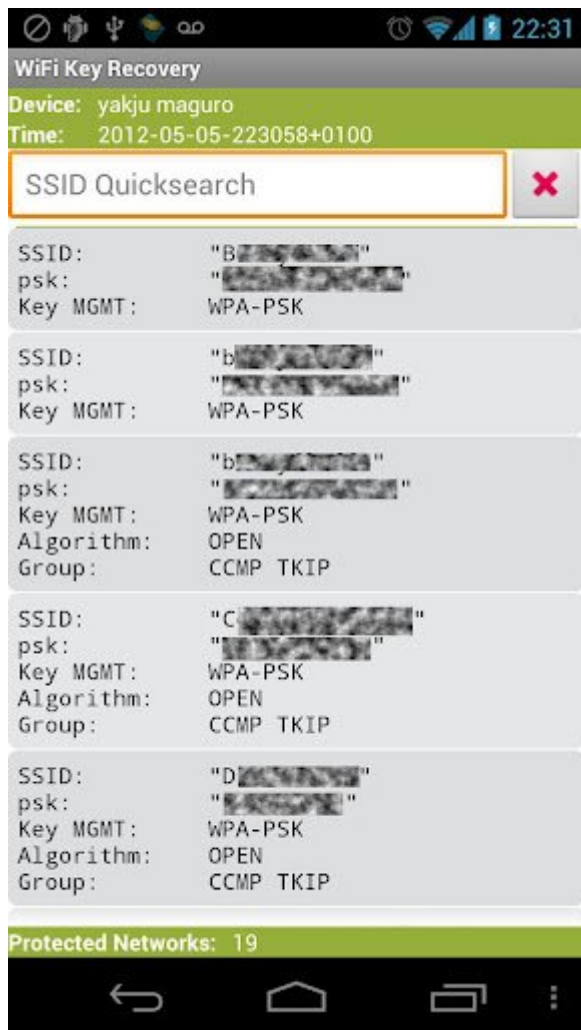 22:31
WiFi Key Recovery
Device: yakju maguro
Time: 2012-05-05-223058+0100
SSID Quicksearch
SSID: "B"
psk: ""
Key MGMT: WPA-PSK
SSID: "b"
psk: ""
Key MGMT: WPA-PSK
SSID: "b"
psk: ""
Key MGMT: WPA-PSK
Algorithm: OPEN
Group: CCMP TKIP
SSID: "C"
psk: ""
Key MGMT: WPA-PSK
Algorithm: OPEN
Group: CCMP TKIP
SSID: "D"
psk: ""
Key MGMT: WPA-PSK
Algorithm: OPEN
Group: CCMP TKIP
Protected Networks: 19